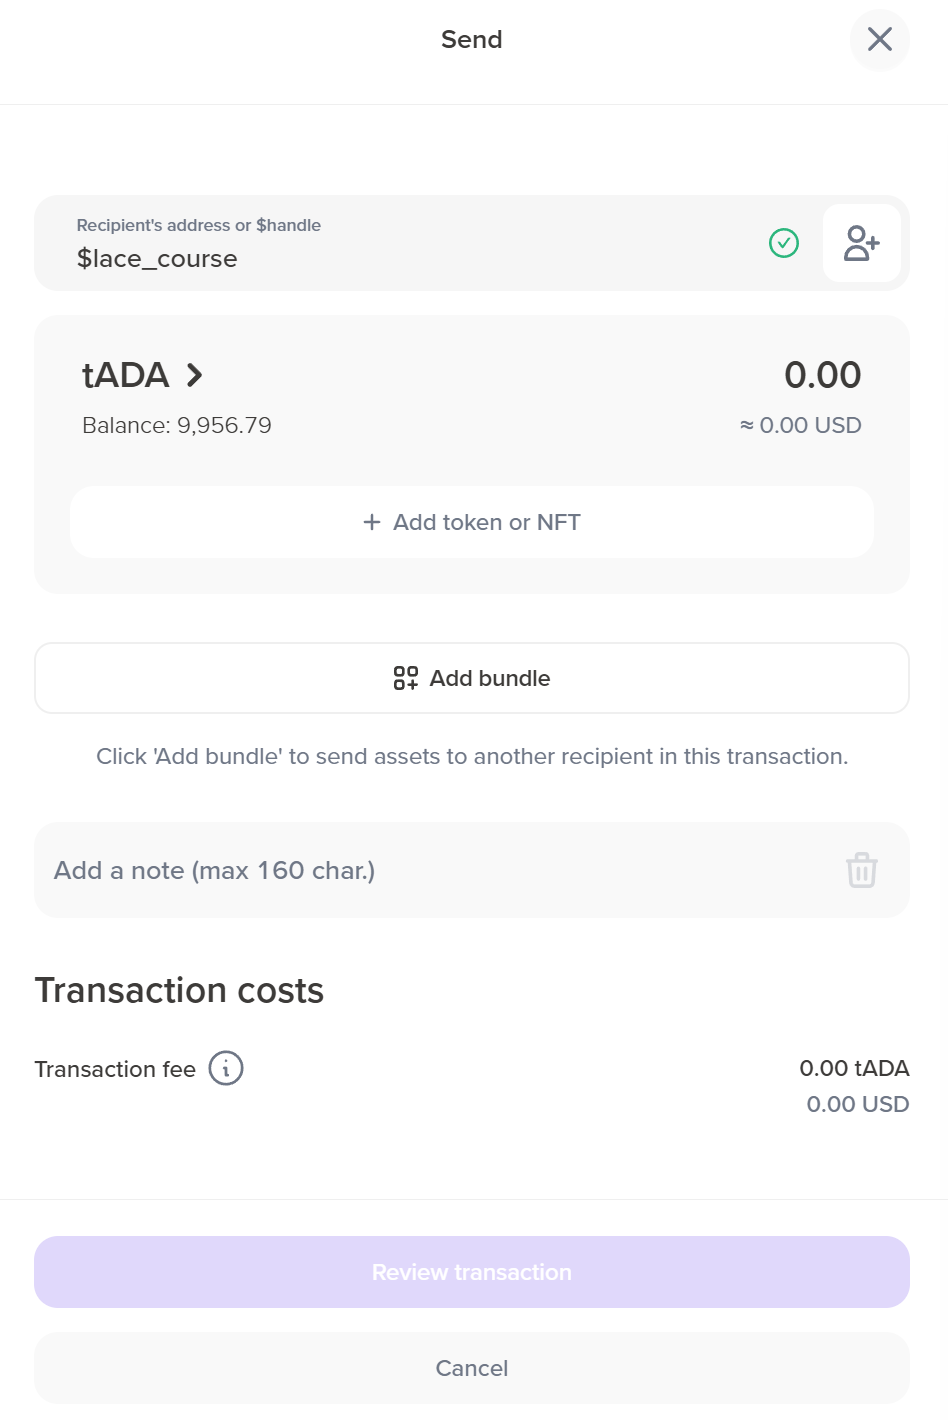 Send
Recipient's address or $handle
$lace_course
tADA
0.00
Balance: 9,956.79
≈ 0.00 USD
+ Add token or NFT
Add bundle
Click 'Add bundle' to send assets to another recipient in this transaction.
Add a note (max 160 char.)
Transaction costs
Transaction fee
0.00 tADA
0.00 USD
Review transaction
Cancel